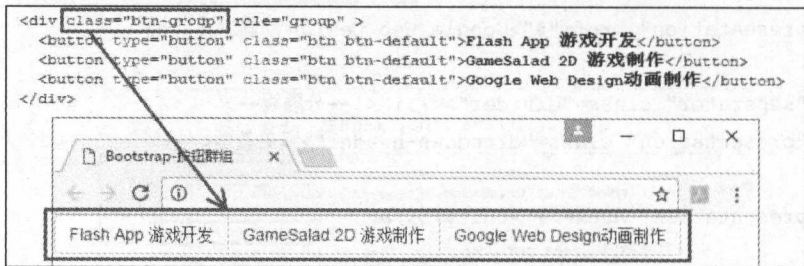 <div class="btn-group" role="group" >
<button type="button" class="btn btn-default">Flash App 游戏开发</button>
<button type="button" class="btn btn-default">GameSalad 2D 游戏制作</button>
<button type="button" class="btn btn-default">Google Web Design动画制作</button>
</div>
Bootstrap-按钮群组
Flash App 游戏开发 GameSalad 2D 游戏制作 Google Web Design动画制作